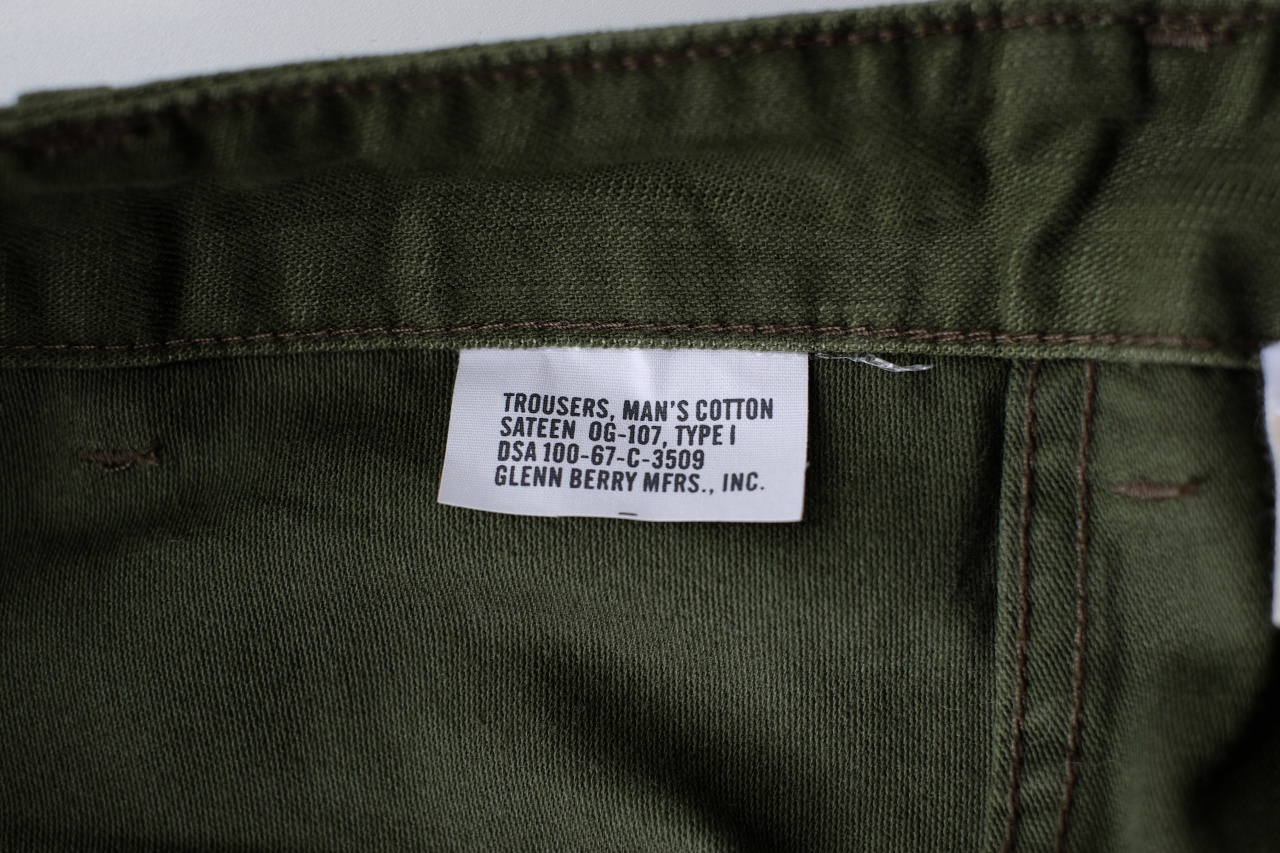 TROUSERS, MAN'S COTTON
SATEEN OG-107, TYPE I
DSA 100-67-C-3509
GLENN BERRY MFRS., INC.